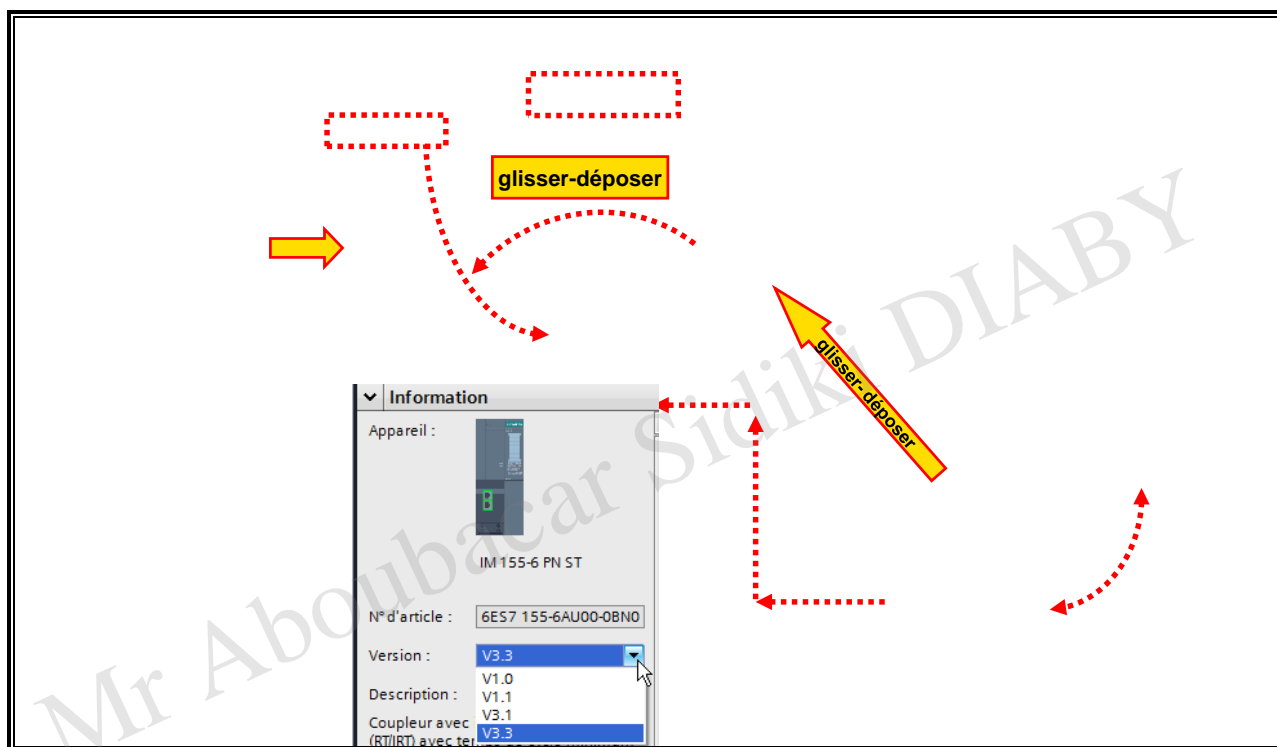 glisser-déposer
glisser- déposer
Information
Appareil :
IM 155-6 PN ST
N° d'article : 6ES7 155-6AU00-0BN0
Version : V3.3
V1.0
Description : V1.1
V3.1
Coupleur avec
V3.3
(RT/IRT) avec
Mr Aboubacar Sidiki DIABY